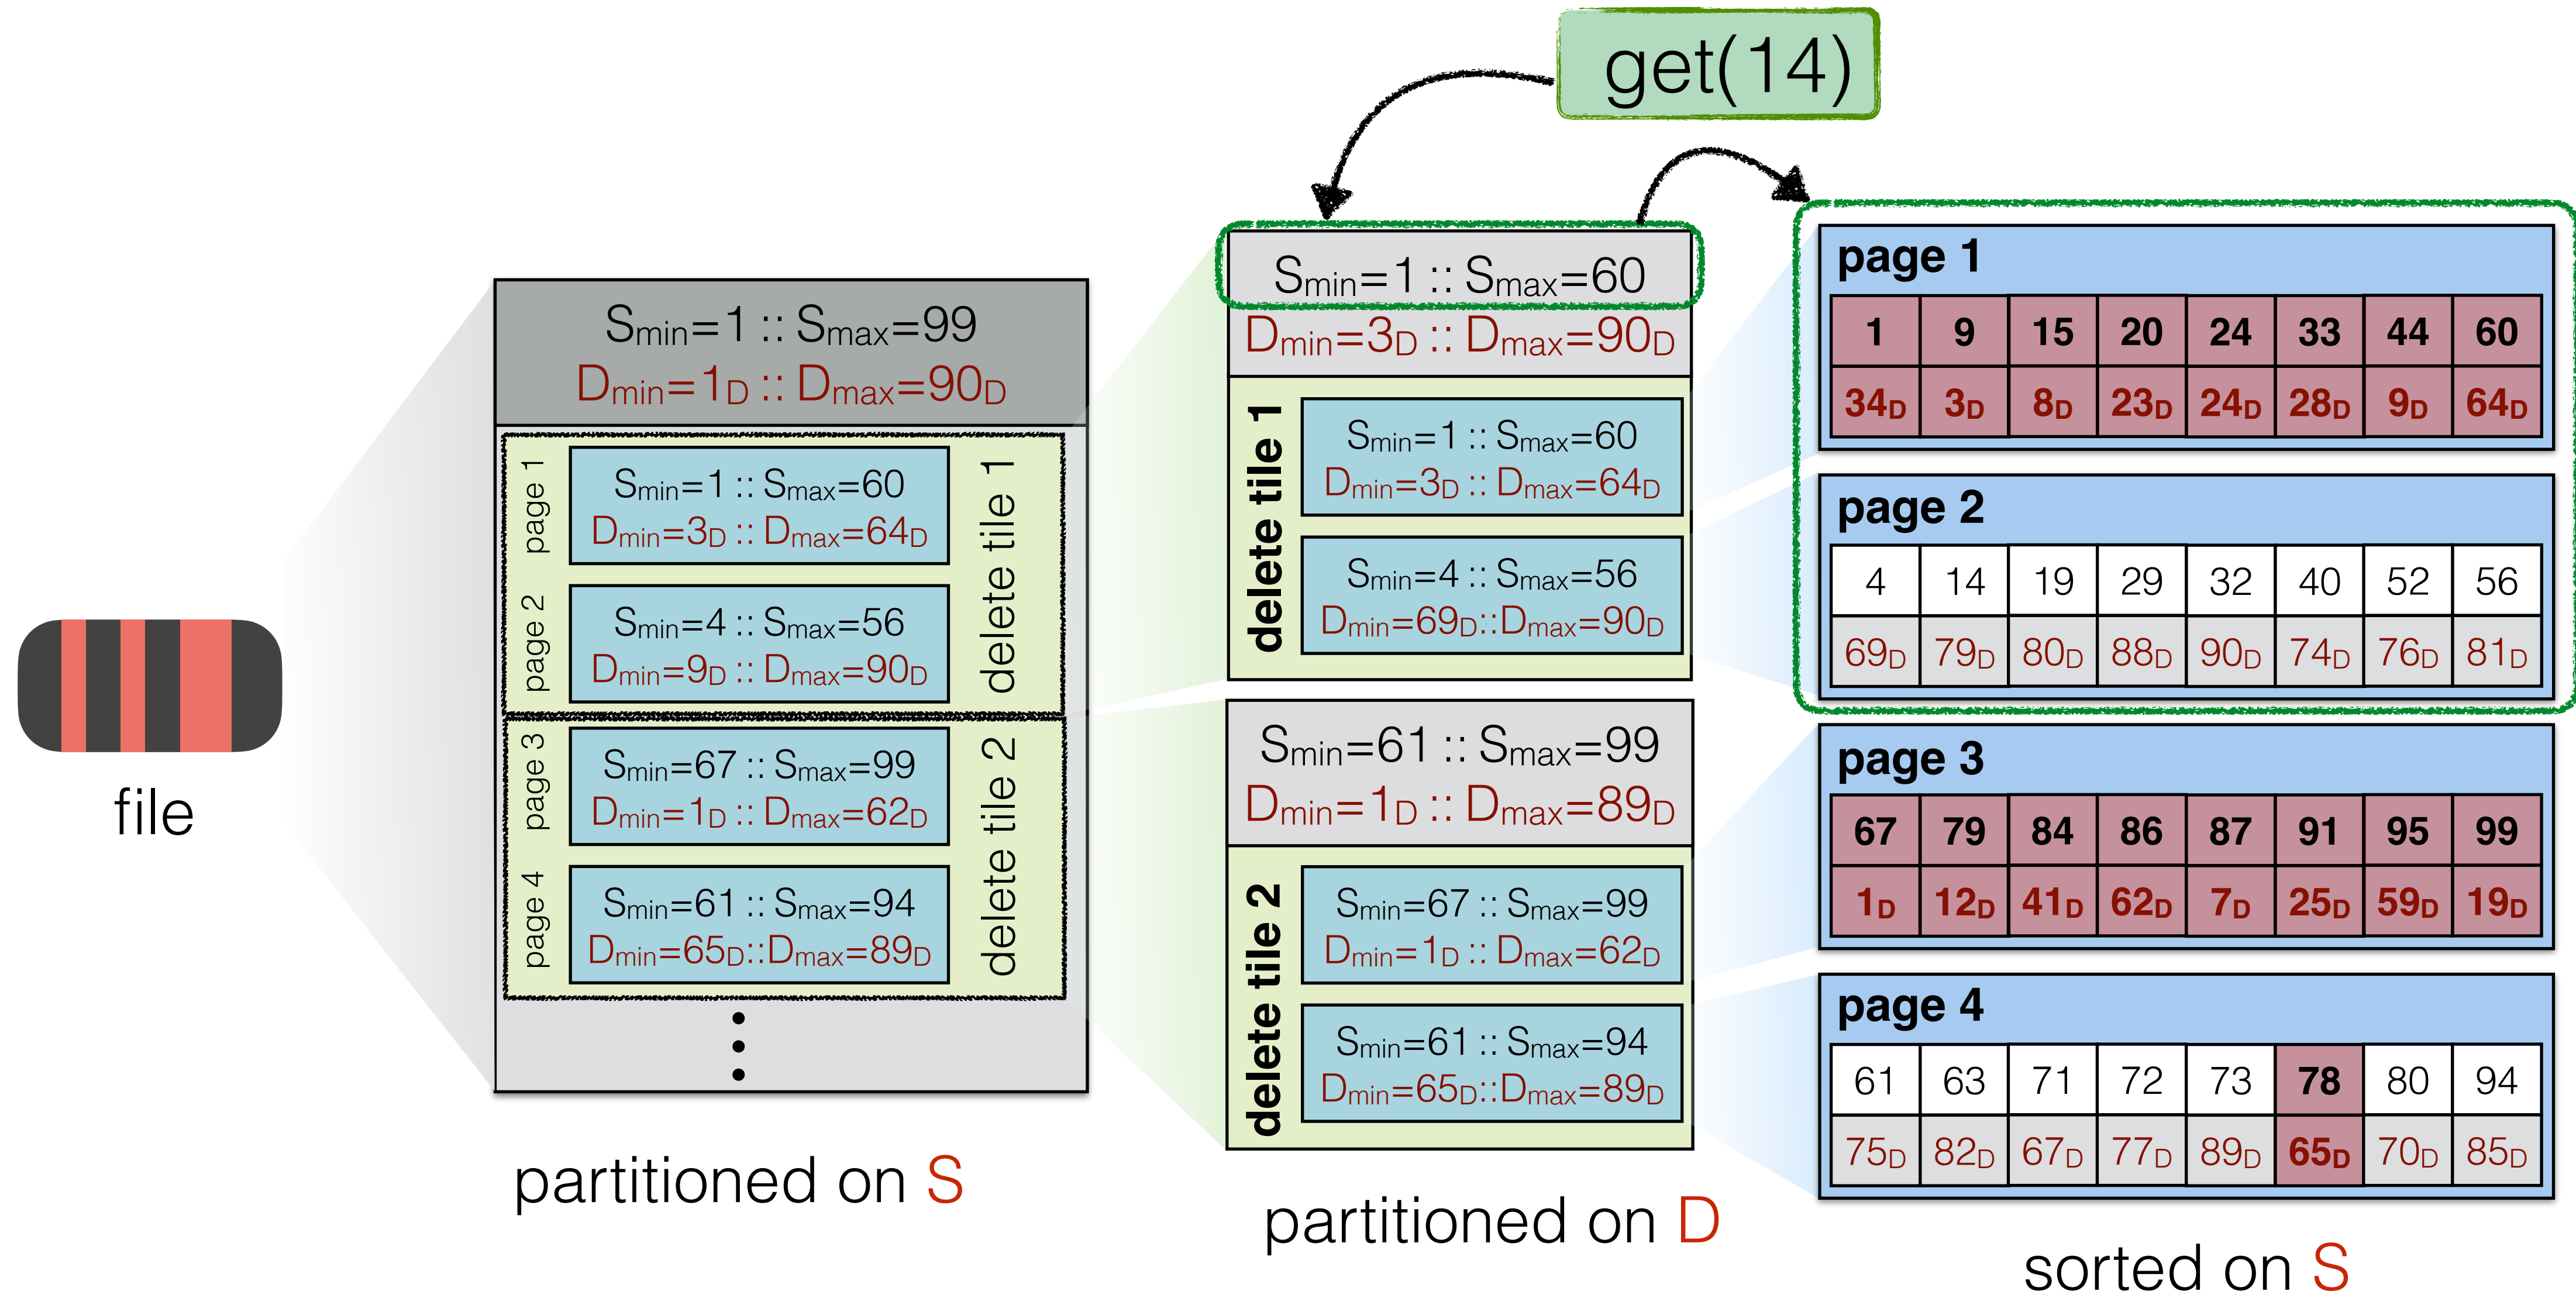 get(14)
file
Smin=1 :: Smax=99
Dmin=1D :: Dmax=90D
page 1
Smin=1 :: Smax=60
Dmin=3D :: Dmax=64D
page 2
Smin=4 :: Smax=56
Dmin=9D :: Dmax=90D
delete tile 1
page 3
Smin=67 :: Smax=99
Dmin=1D :: Dmax=62D
page 4
Smin=61 :: Smax=94
Dmin=65D::Dmax=89D
delete tile 2
partitioned on S
Smin=1 :: Smax=60
Dmin=3D :: Dmax=90D
delete tile 1
Smin=1 :: Smax=60
Dmin=3D :: Dmax=64D
Smin=4 :: Smax=56
Dmin=69D::Dmax=90D
Smin=61 :: Smax=99
Dmin=1D :: Dmax=89D
delete tile 2
Smin=67 :: Smax=99
Dmin=1D :: Dmax=62D
Smin=61 :: Smax=94
Dmin=65D::Dmax=89D
partitioned on D
page 1
1 9 15 20 24 33 44 60
34D 3D 8D 23D 24D 28D 9D 64D
page 2
4 14 19 29 32 40 52 56
69D 79D 80D 88D 90D 74D 76D 81D
page 3
67 79 84 86 87 91 95 99
1D 12D 41D 62D 7D 25D 59D 19D
page 4
61 63 71 72 73 78 80 94
75D 82D 67D 77D 89D 65D 70D 85D
sorted on S